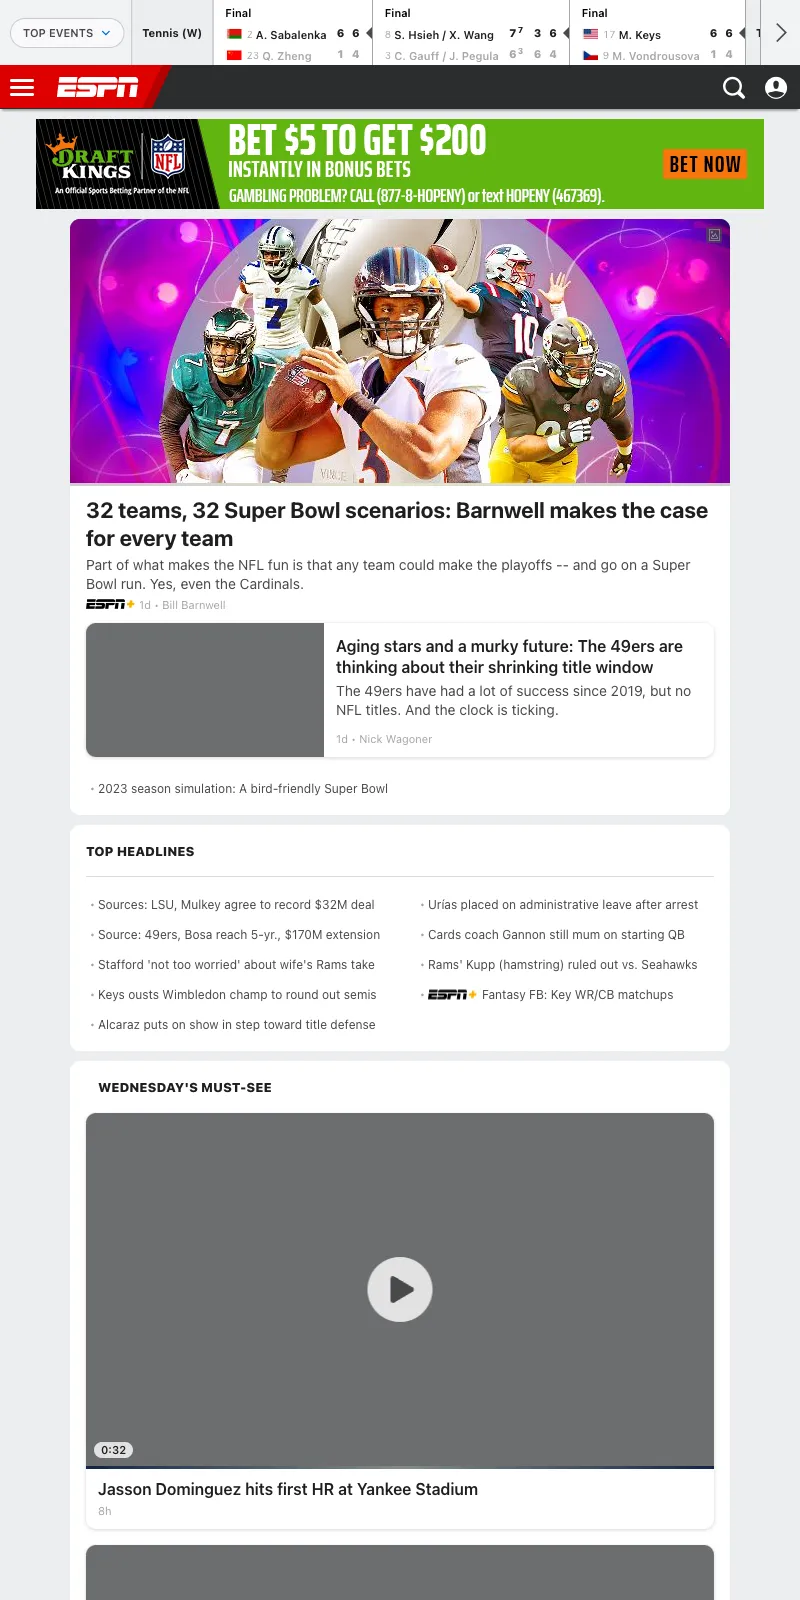 TOP EVENTS
Tennis (W)
Final
2 A. Sabalenka 6 6
23 Q. Zheng 1 4
Final
8 S. Hsieh / X. Wang 7⁷ 3 6
3 C. Gauff / J. Pegula 6³ 6 4
Final
17 M. Keys 6 6
9 M. Vondrousova 1 4
ESPN
DRAFT
KINGS
NFL
An Official Sports Betting Partner of the NFL
BET $5 TO GET $200
INSTANTLY IN BONUS BETS
GAMBLING PROBLEM? CALL (877-8-HOPENY) or text HOPENY (467369).
BET NOW
7
7
3
10
32 teams, 32 Super Bowl scenarios: Barnwell makes the case
for every team
Part of what makes the NFL fun is that any team could make the playoffs -- and go on a Super
Bowl run. Yes, even the Cardinals.
ESPN+ 1d • Bill Barnwell
Aging stars and a murky future: The 49ers are
thinking about their shrinking title window
The 49ers have had a lot of success since 2019, but no
NFL titles. And the clock is ticking.
1d • Nick Wagoner
• 2023 season simulation: A bird-friendly Super Bowl
TOP HEADLINES
• Sources: LSU, Mulkey agree to record $32M deal
• Source: 49ers, Bosa reach 5-yr., $170M extension
• Stafford 'not too worried' about wife's Rams take
• Keys ousts Wimbledon champ to round out semis
• Alcaraz puts on show in step toward title defense
• Urías placed on administrative leave after arrest
• Cards coach Gannon still mum on starting QB
• Rams' Kupp (hamstring) ruled out vs. Seahawks
• ESPN+ Fantasy FB: Key WR/CB matchups
WEDNESDAY'S MUST-SEE
0:32
Jasson Dominguez hits first HR at Yankee Stadium
8h